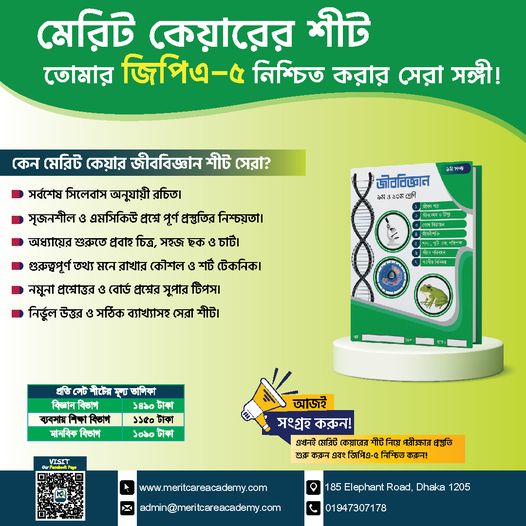 মেরিট কেয়ারের শীট
তোমার জিপিএ-৫ নিশ্চিত করার সেরা সঙ্গী!
কেন মেরিট কেয়ার জীববিজ্ঞান শীট সেরা?
সর্বশেষ সিলেবাস অনুযায়ী রচিত।
সৃজনশীল ও এমসিকিউ প্রশ্নে পূর্ণ প্রস্তুতির নিশ্চয়তা।
অধ্যায়ের শুরুতে প্রবাহ চিত্র, সহজ ছক ও চার্ট।
গুরুত্বপূর্ণ তথ্য মনে রাখার কৌশল ও শর্ট টেকনিক।
নমুনা প্রশ্নোত্তর ও বোর্ড প্রশ্নের সুপার টিপস।
নির্ভুল উত্তর ও সঠিক ব্যাখ্যাসহ সেরা শীট।
জীববিজ্ঞান
৯ম ও ১০ম শ্রেণী
প্রতি সেট শীটের মূল্য তালিকা
বিজ্ঞান বিভাগ ১৪৯০ টাকা
ব্যবসায় শিক্ষা বিভাগ ১১৫০ টাকা
মানবিক বিভাগ ১০৯০ টাকা
আজই
সংগ্রহ করুন!
এখনই মেরিট কেয়ারের শীট নিয়ে পরীক্ষার প্রস্তুতি
শুরু করুন এবং জিপিএ-৫ নিশ্চিত করুন!
VISIT
Our Facebook Page
www.meritcareacademy.com
185 Elephant Road, Dhaka 1205
admin@meritcareacademy.com
01947307178